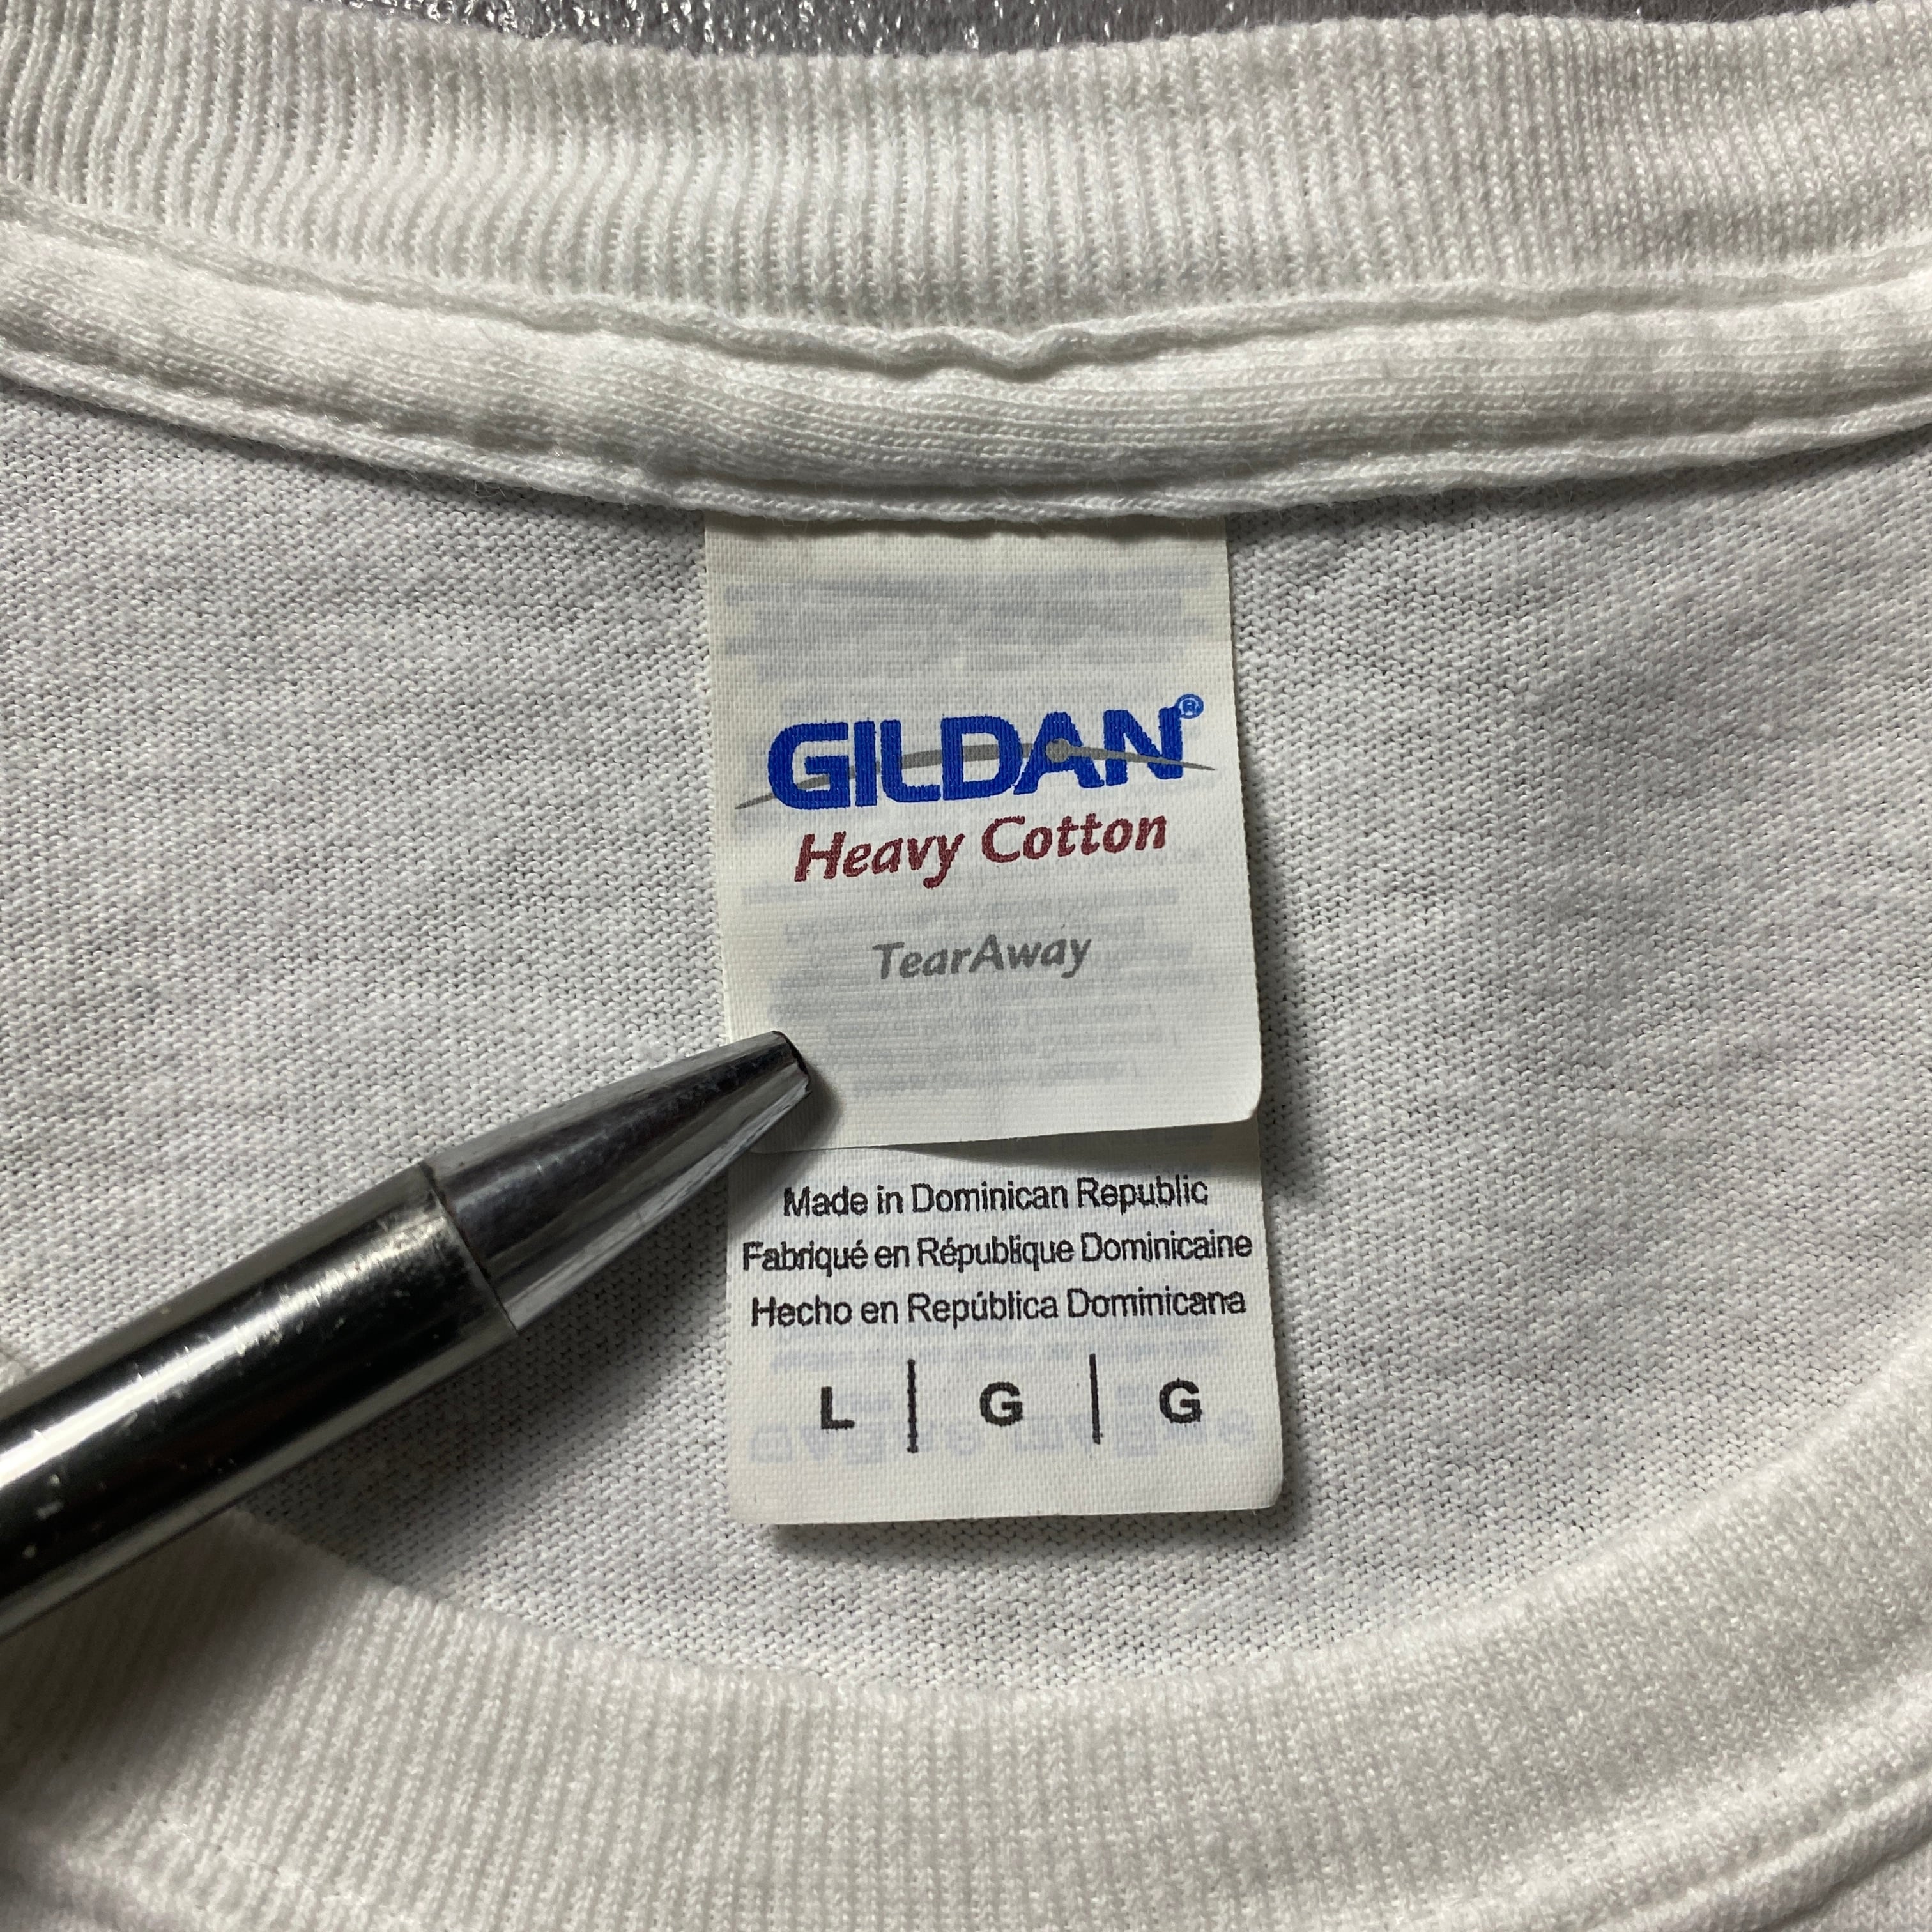 GILDAN®
Heavy Cotton
TearAway
Made in Dominican Republic
Fabriqué en République Dominicaine
Hecho en República Dominicana
L | G | G